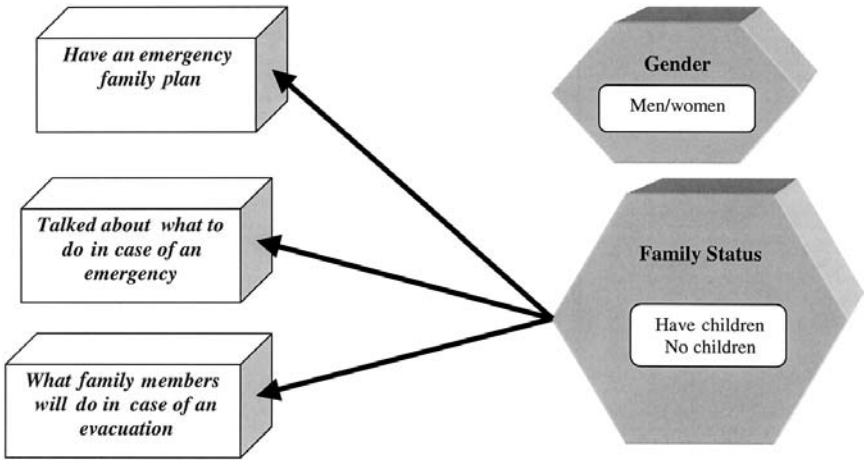 Have an emergency
family plan
Gender
Men/women
Talked about what to
do in case of an
emergency
Family Status
Have children
No children
What family members
will do in case of an
evacuation